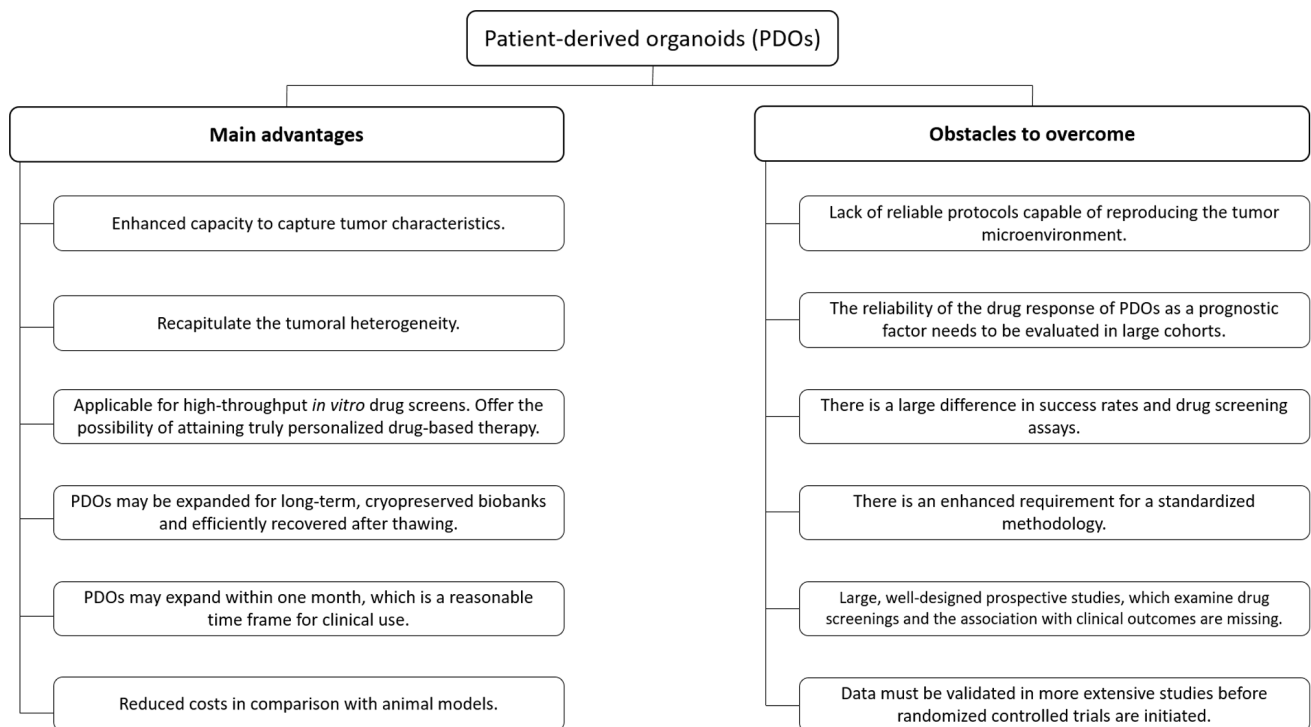 Patient-derived organoids (PDOs)
Main advantages
Enhanced capacity to capture tumor characteristics.
Recapitulate the tumoral heterogeneity.
Applicable for high-throughput in vitro drug screens. Offer the
possibility of attaining truly personalized drug-based therapy.
PDOs may be expanded for long-term, cryopreserved biobanks
and efficiently recovered after thawing.
PDOs may expand within one month, which is a reasonable
time frame for clinical use.
Reduced costs in comparison with animal models.
Obstacles to overcome
Lack of reliable protocols capable of reproducing the tumor
microenvironment.
The reliability of the drug response of PDOs as a prognostic
factor needs to be evaluated in large cohorts.
There is a large difference in success rates and drug screening
assays.
There is an enhanced requirement for a standardized
methodology.
Large, well-designed prospective studies, which examine drug
screenings and the association with clinical outcomes are missing.
Data must be validated in more extensive studies before
randomized controlled trials are initiated.